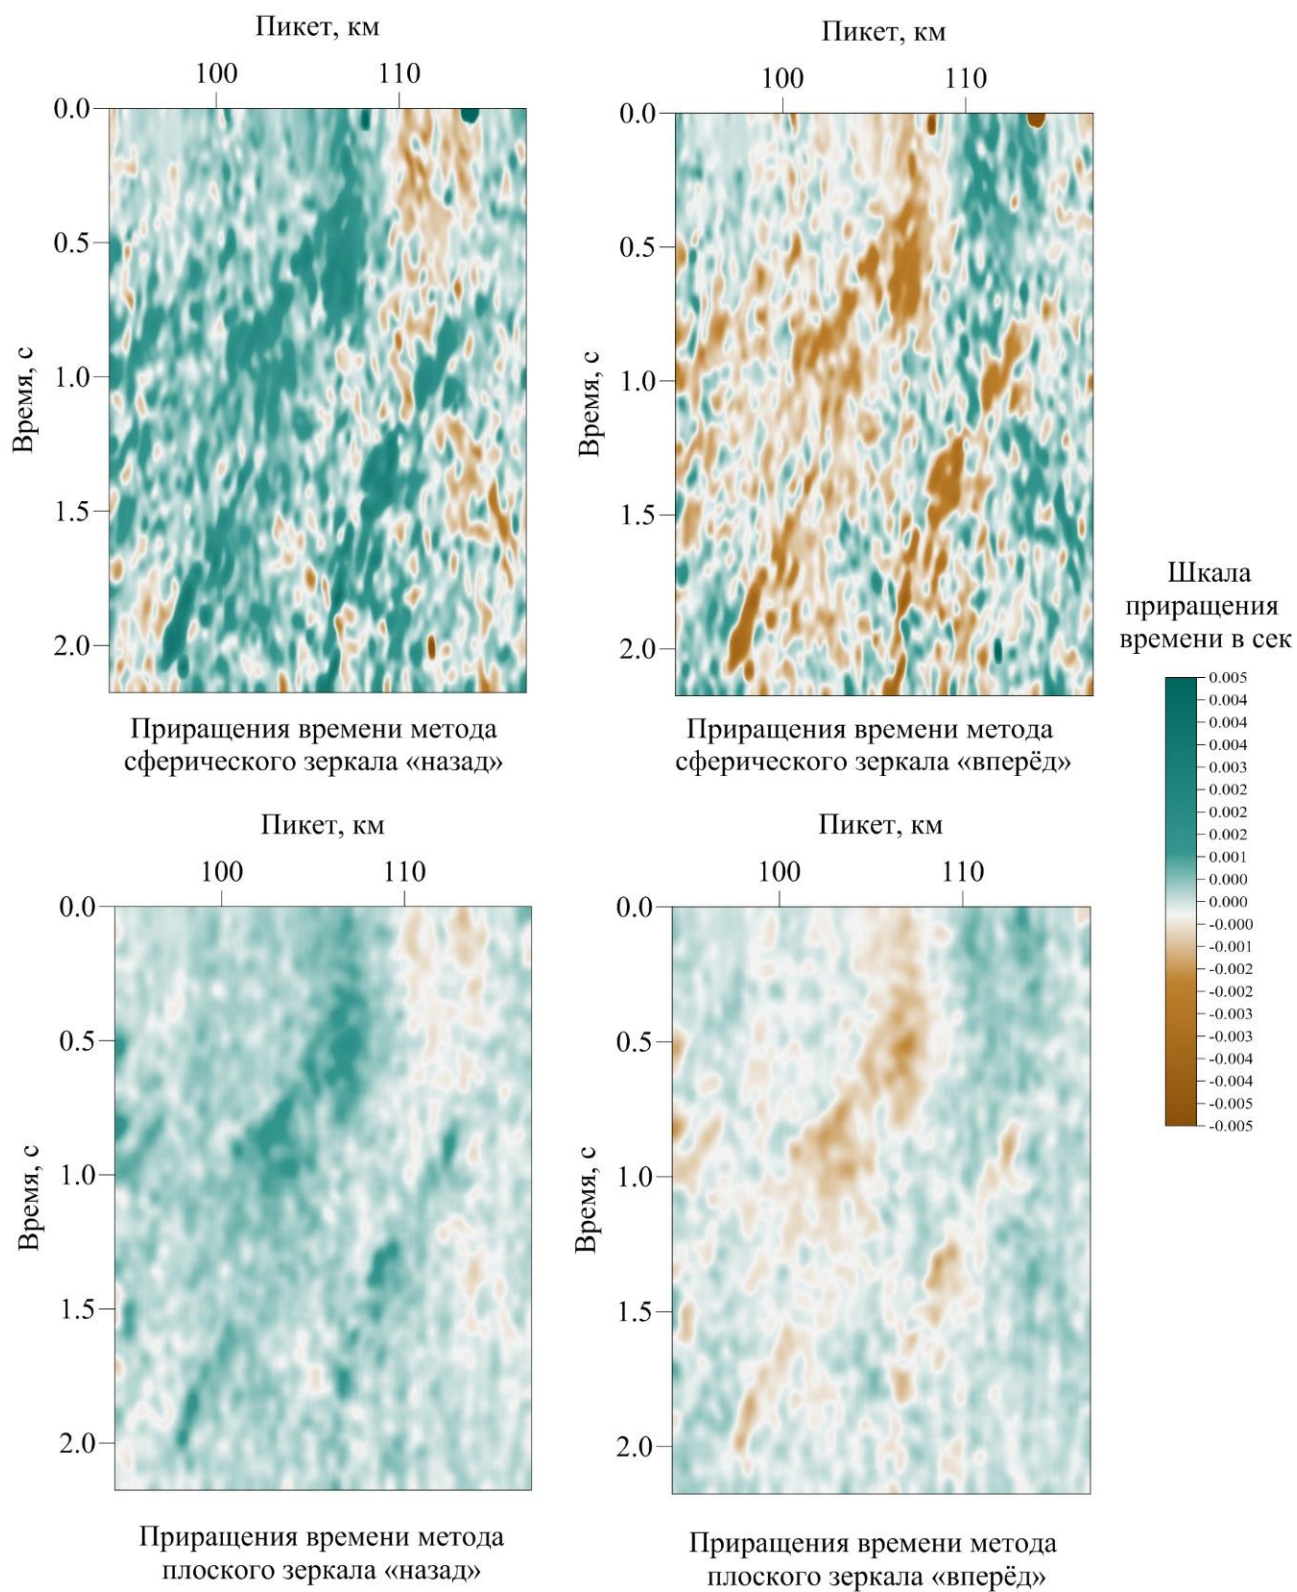 Пикет, км
100 110
0.0
0.5
1.0
1.5
2.0
Время, с
Приращения времени метода
сферического зеркала «назад»
Пикет, км
100 110
0.0
0.5
1.0
1.5
2.0
Время, с
Приращения времени метода
сферического зеркала «вперёд»
Шкала
приращения
времени в сек
0.005
0.004
0.004
0.004
0.003
0.002
0.002
0.002
0.001
0.000
0.000
-0.000
-0.001
-0.002
-0.002
-0.003
-0.003
-0.004
-0.004
-0.005
-0.005
Пикет, км
100 110
0.0
0.5
1.0
1.5
2.0
Время, с
Приращения времени метода
плоского зеркала «назад»
Пикет, км
100 110
0.0
0.5
1.0
1.5
2.0
Время, с
Приращения времени метода
плоского зеркала «вперёд»